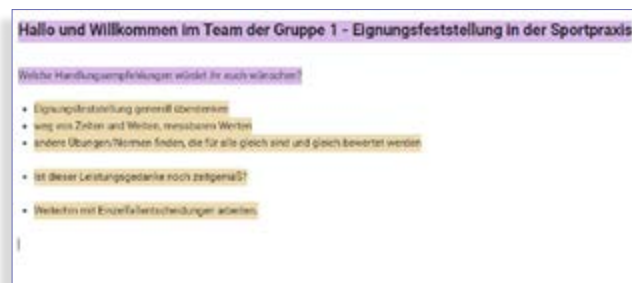 Hallo und Willkommen im Team der Gruppe 1 - Eignungsfeststellung in der Sportpraxis
Welche Handlungsempfehlungen würdet ihr euch wünschen?
Eignungsfeststellung generell überdenken
weg von Zeiten und Weiten, messbaren Werten
andere Übungen/Normen finden, die für alle gleich sind und gleich bewertet werden
Ist dieser Leistungsgedanke noch zeitgemäß?
Weiterhin mit Einzelfallentscheidungen arbeiten.